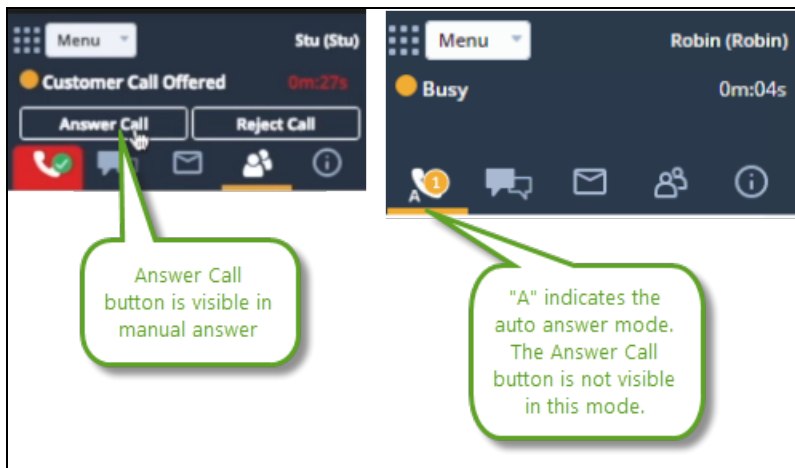 Menu
Stu (Stu)
Customer Call Offered
0m:27s
Answer Call
Reject Call
Answer Call
button is visible in
manual answer
Menu
Robin (Robin)
Busy
0m:04s
A
1
"A" indicates the
auto answer mode.
The Answer Call
button is not visible
in this mode.